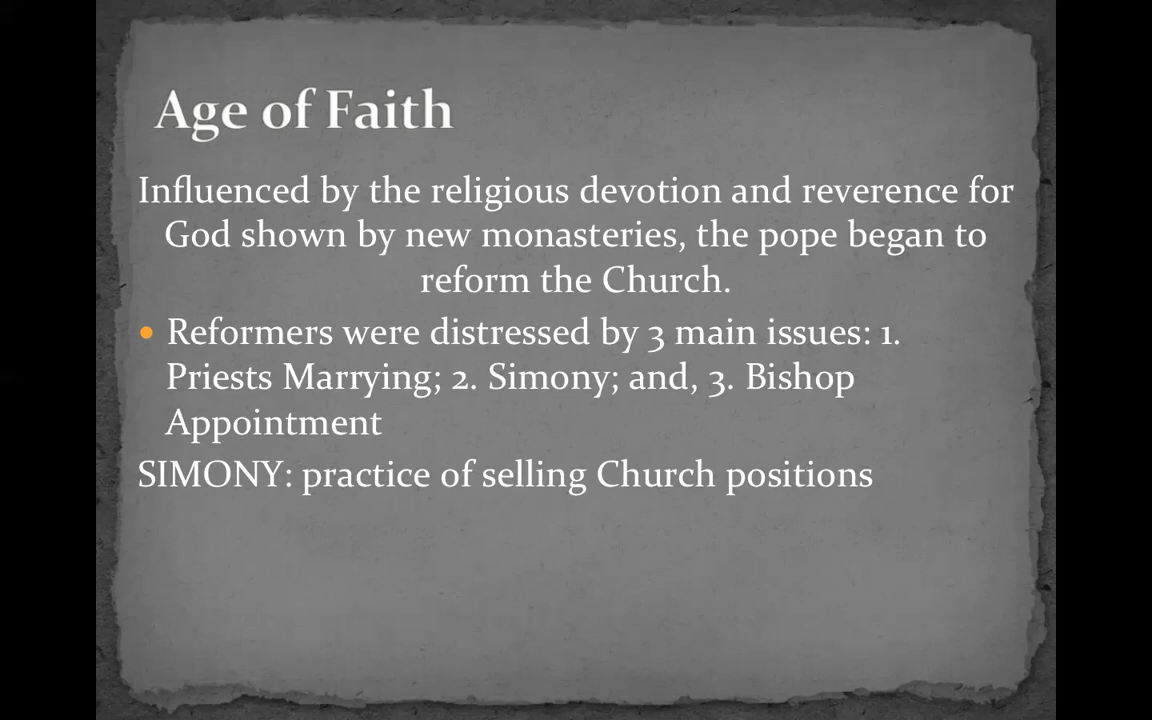 Age of Faith
Influenced by the religious devotion and reverence for
God shown by new monasteries, the pope began to
reform the Church.
• Reformers were distressed by 3 main issues: 1.
Priests Marrying; 2. Simony; and, 3. Bishop
Appointment
SIMONY: practice of selling Church positions